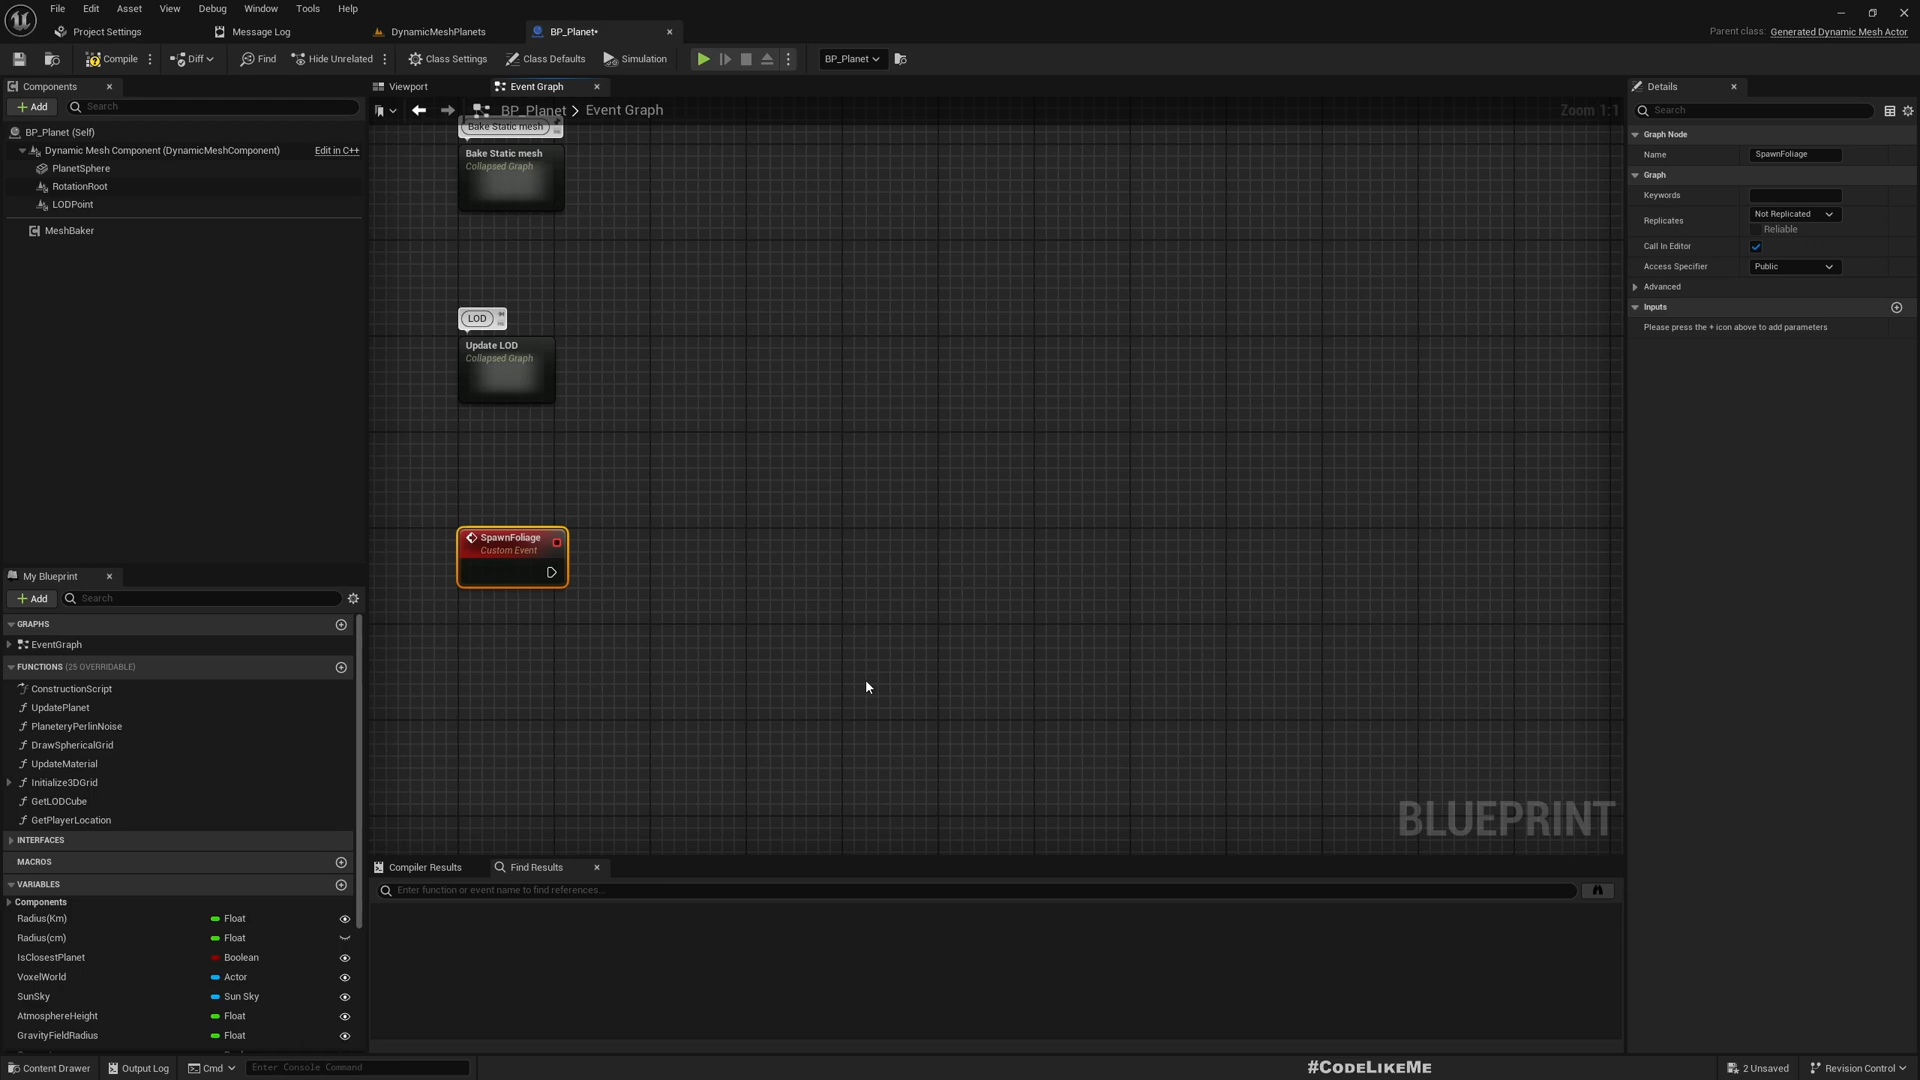 File Edit Asset View Debug Window Tools Help
Project Settings Message Log DynamicMeshPlanets BP_Planet•
Parent class: Generated Dynamic Mesh Actor
Compile Diff Find Hide Unrelated Class Settings Class Defaults Simulation BP_Planet
Components
Add Search
BP_Planet (Self)
Dynamic Mesh Component (DynamicMeshComponent) Edit in C++
PlanetSphere
RotationRoot
LODPoint
MeshBaker
My Blueprint
Add Search
GRAPHS
EventGraph
FUNCTIONS (25 OVERRIDABLE)
ConstructionScript
UpdatePlanet
PlaneteryPerlinNoise
DrawSphericalGrid
UpdateMaterial
Initialize3DGrid
GetLODCube
GetPlayerLocation
INTERFACES
MACROS
VARIABLES
Components
Radius(Km) Float
Radius(cm) Float
IsClosestPlanet Boolean
VoxelWorld Actor
SunSky Sun Sky
AtmosphereHeight Float
GravityFieldRadius Float
Viewport Event Graph
BP_Planet > Event Graph
Zoom 1:1
Bake Static mesh
Bake Static mesh
Collapsed Graph
LOD
Update LOD
Collapsed Graph
SpawnFoliage
Custom Event
BLUEPRINT
Compiler Results Find Results
Enter function or event name to find references...
Details
Search
Graph Node
Name SpawnFoliage
Graph
Keywords
Replicates Not Replicated
Reliable
Call In Editor
Access Specifier Public
Advanced
Inputs
Please press the + icon above to add parameters
Content Drawer Output Log Cmd Enter Console Command
#CODELIKEME
2 Unsaved Revision Control